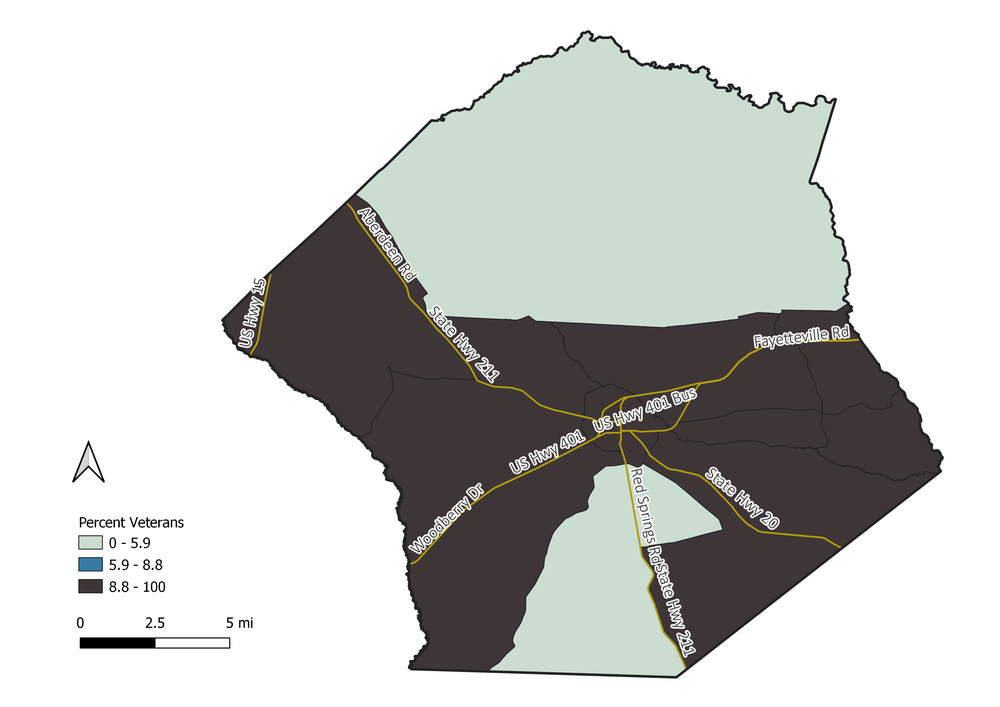 Aberdeen Rd
US Hwy 15
State Hwy 211
Fayetteville Rd
US Hwy 401 Bus
US Hwy 401
Woodberry Dr
Red Springs Rd
State Hwy 20
State Hwy 211
Percent Veterans
0 - 5.9
5.9 - 8.8
8.8 - 100
0 2.5 5 mi